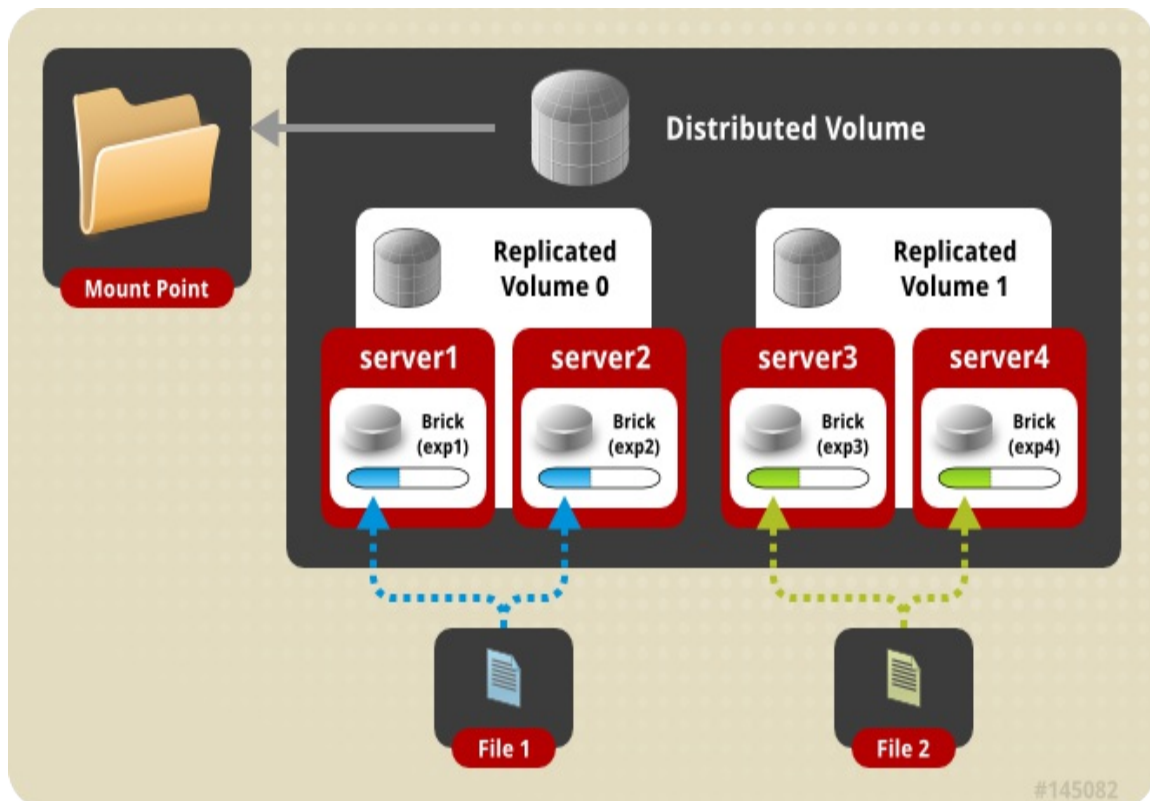 Distributed Volume
Mount Point
Replicated
Volume 0
Replicated
Volume 1
server1
server2
server3
server4
Brick
(exp1)
Brick
(exp2)
Brick
(exp3)
Brick
(exp4)
File 1
File 2
#145082